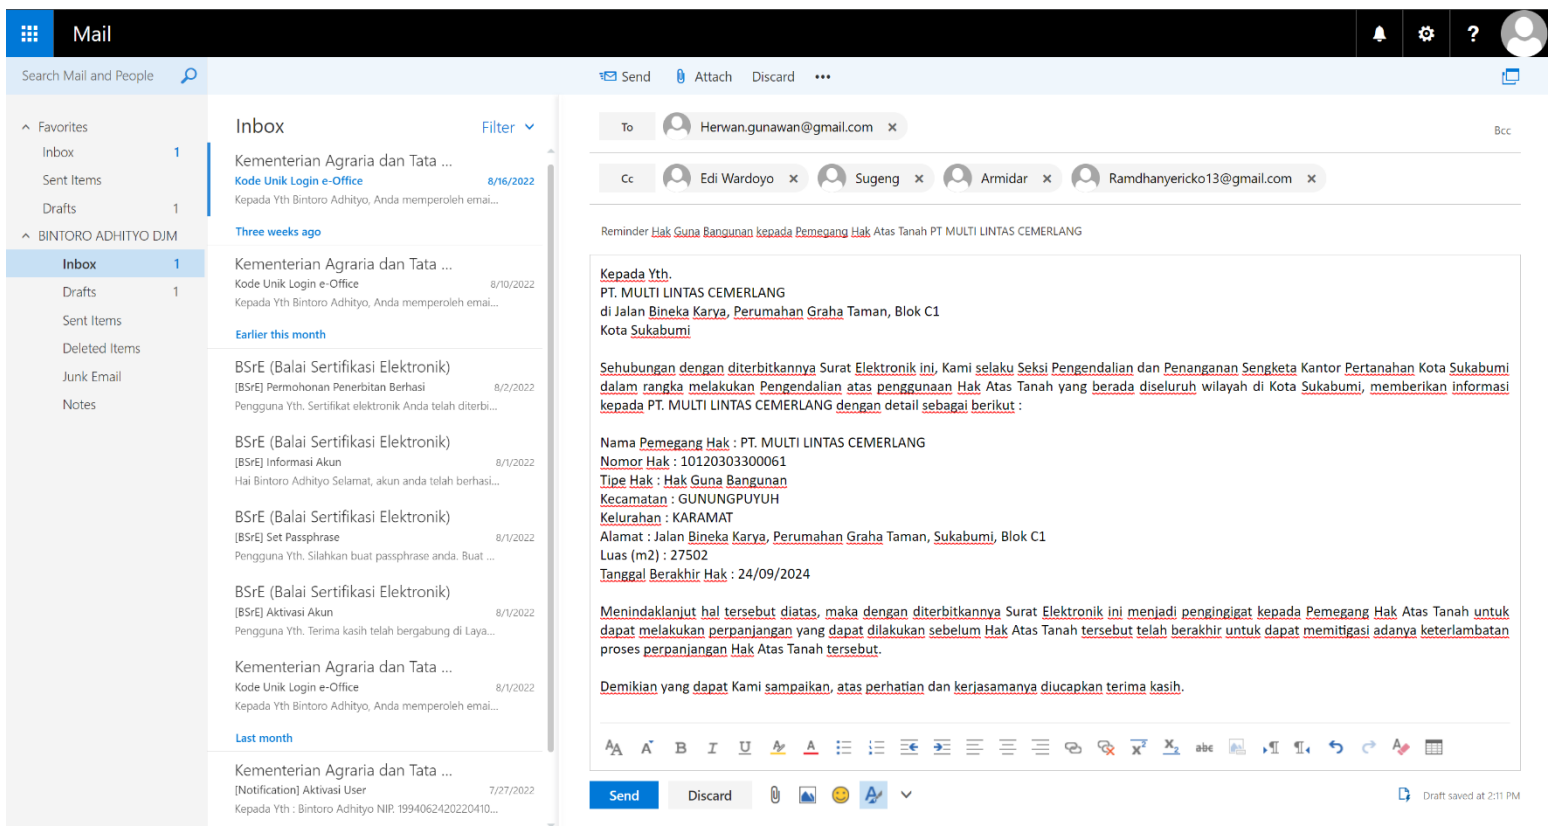 Mail
?
Search Mail and People
Send
Attach
Discard
•••
Favorites
Inbox 1
Sent Items
Drafts 1
BINTORO ADHITYO DJM
Inbox 1
Drafts 1
Sent Items
Deleted Items
Junk Email
Notes
Inbox
Filter
Kementerian Agraria dan Tata ...
Kode Unik Login e-Office 8/16/2022
Kepada Yth Bintoro Adhityo, Anda memperoleh emai...
Three weeks ago
Kementerian Agraria dan Tata ...
Kode Unik Login e-Office 8/10/2022
Kepada Yth Bintoro Adhityo, Anda memperoleh emai...
Earlier this month
BSrE (Balai Sertifikasi Elektronik)
[BSrE] Permohonan Penerbitan Berhasi 8/2/2022
Pengguna Yth. Sertifikat elektronik Anda telah diterbi...
BSrE (Balai Sertifikasi Elektronik)
[BSrE] Informasi Akun 8/1/2022
Hai Bintoro Adhityo Selamat, akun anda telah berhasi...
BSrE (Balai Sertifikasi Elektronik)
[BSrE] Set Passphrase 8/1/2022
Pengguna Yth. Silahkan buat passphrase anda. Buat ...
BSrE (Balai Sertifikasi Elektronik)
[BSrE] Aktivasi Akun 8/1/2022
Pengguna Yth. Terima kasih telah bergabung di Laya...
Kementerian Agraria dan Tata ...
Kode Unik Login e-Office 8/1/2022
Kepada Yth Bintoro Adhityo, Anda memperoleh emai...
Last month
Kementerian Agraria dan Tata ...
[Notification] Aktivasi User 7/27/2022
Kepada Yth : Bintoro Adhityo NIP. 1994062420220410...
To Herwan.gunawan@gmail.com
Bcc
Cc Edi Wardoyo Sugeng Armidar Ramdhanyericko13@gmail.com
Reminder Hak Guna Bangunan kepada Pemegang Hak Atas Tanah PT MULTI LINTAS CEMERLANG
Kepada Yth.
PT. MULTI LINTAS CEMERLANG
di Jalan Bineka Karya, Perumahan Graha Taman, Blok C1
Kota Sukabumi
Sehubungan dengan diterbitkannya Surat Elektronik ini, Kami selaku Seksi Pengendalian dan Penanganan Sengketa Kantor Pertanahan Kota Sukabumi
dalam rangka melakukan Pengendalian atas penggunaan Hak Atas Tanah yang berada diseluruh wilayah di Kota Sukabumi, memberikan informasi
kepada PT. MULTI LINTAS CEMERLANG dengan detail sebagai berikut :
Nama Pemegang Hak : PT. MULTI LINTAS CEMERLANG
Nomor Hak : 10120303300061
Tipe Hak : Hak Guna Bangunan
Kecamatan : GUNUNGPUYUH
Kelurahan : KARAMAT
Alamat : Jalan Bineka Karya, Perumahan Graha Taman, Sukabumi, Blok C1
Luas (m2) : 27502
Tanggal Berakhir Hak : 24/09/2024
Menindaklanjut hal tersebut diatas, maka dengan diterbitkannya Surat Elektronik ini menjadi pengingigat kepada Pemegang Hak Atas Tanah untuk
dapat melakukan perpanjangan yang dapat dilakukan sebelum Hak Atas Tanah tersebut telah berakhir untuk dapat memitigasi adanya keterlambatan
proses perpanjangan Hak Atas Tanah tersebut.
Demikian yang dapat Kami sampaikan, atas perhatian dan kerjasamanya diucapkan terima kasih.
Send
Discard
Draft saved at 2:11 PM